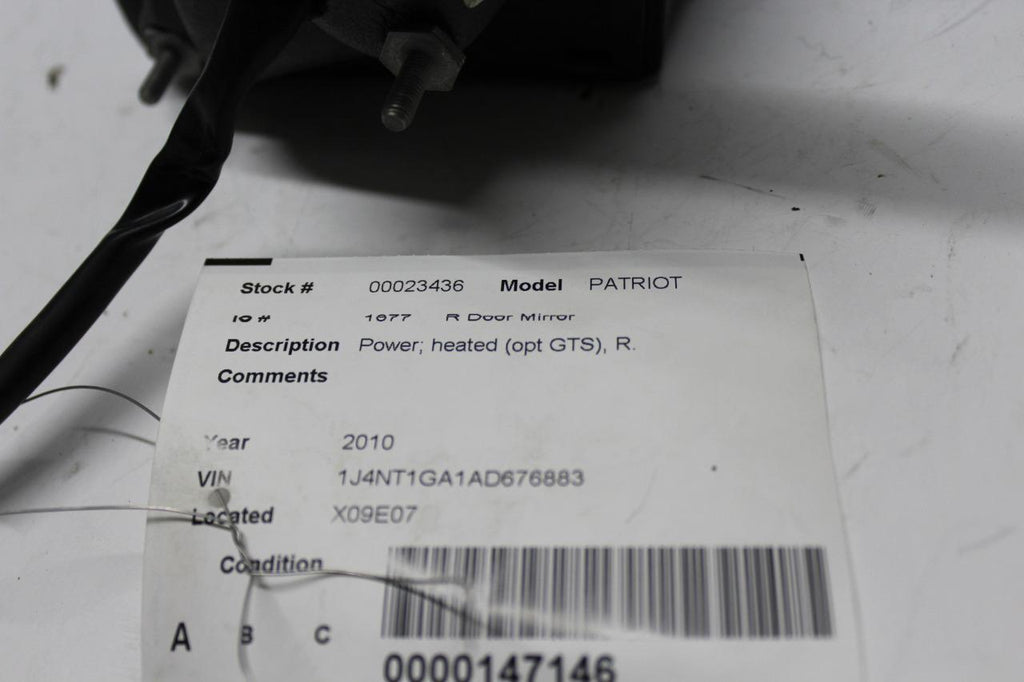 Stock # 00023436 Model PATRIOT
IC # 1677 R Door Mirror
Description Power; heated (opt GTS), R.
Comments
Year 2010
VIN 1J4NT1GA1AD676883
Located X09E07
Condition
A B C
0000147146